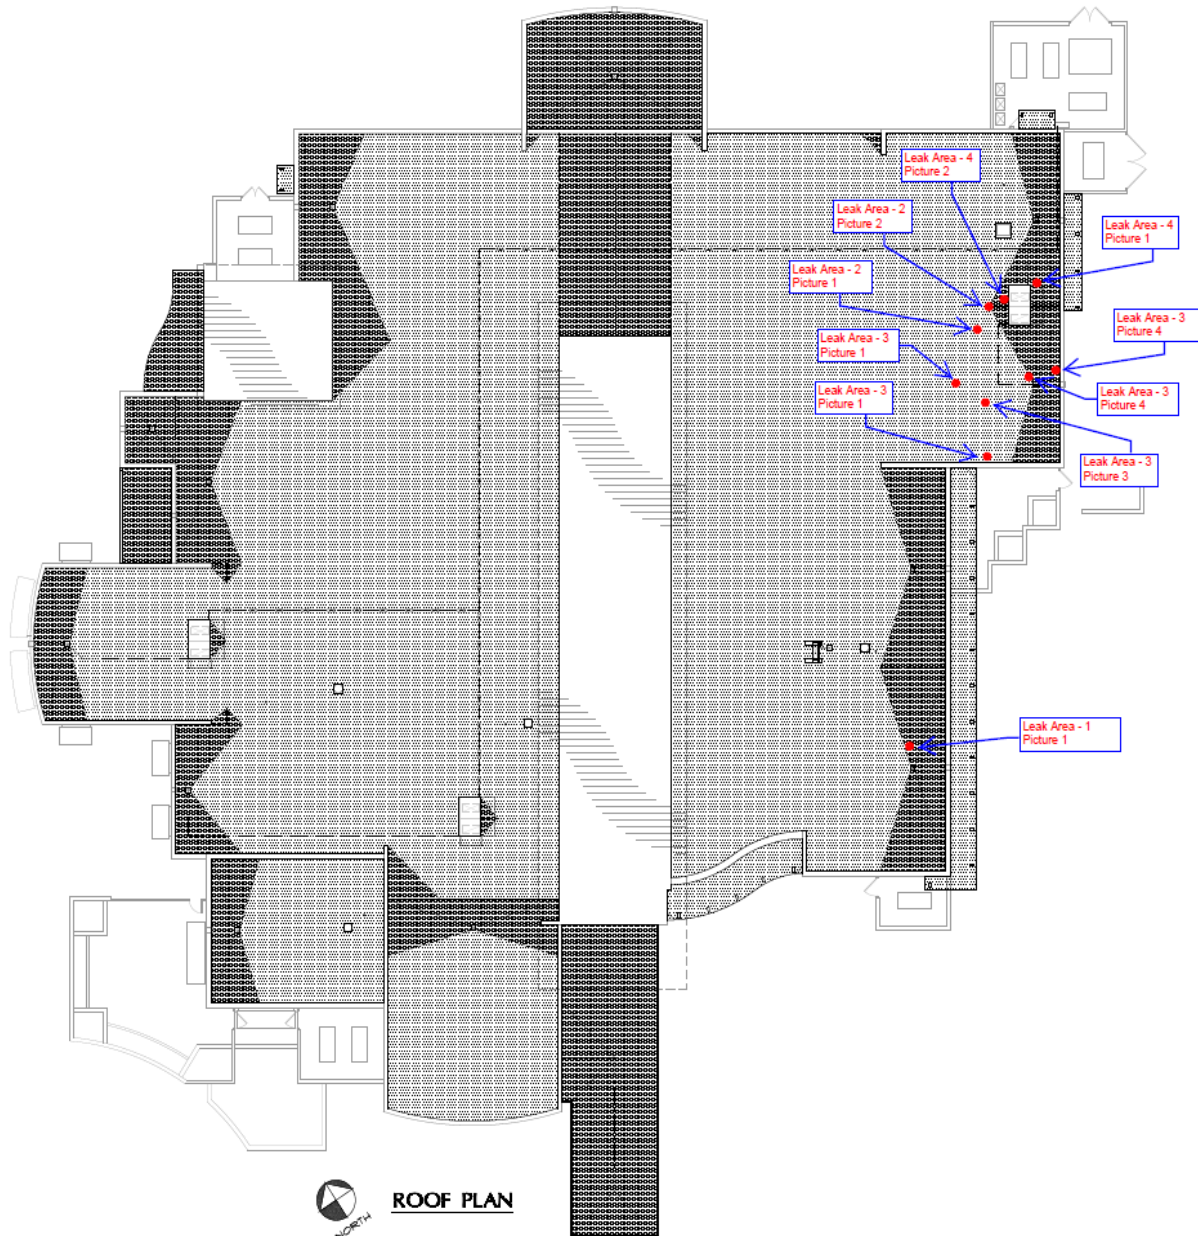 Leak Area - 4
Picture 2
Leak Area - 2
Picture 2
Leak Area - 4
Picture 1
Leak Area - 2
Picture 1
Leak Area - 3
Picture 4
Leak Area - 3
Picture 1
Leak Area - 3
Picture 1
Leak Area - 3
Picture 4
Leak Area - 3
Picture 3
Leak Area - 1
Picture 1
ROOF PLAN
NORTH